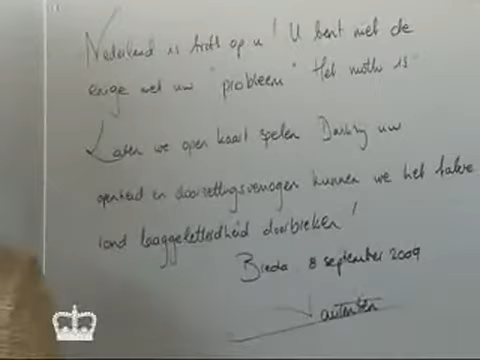 Nederland is trots op u! U bent niet de
enige met uw "probleem" Het motto is
Laten we open kaart spelen Dankzij uw
openheid en doorzettingsvermogen kunnen we het taboe
rond laaggeletterdheid doorbreken!
Breda 8 september 2009